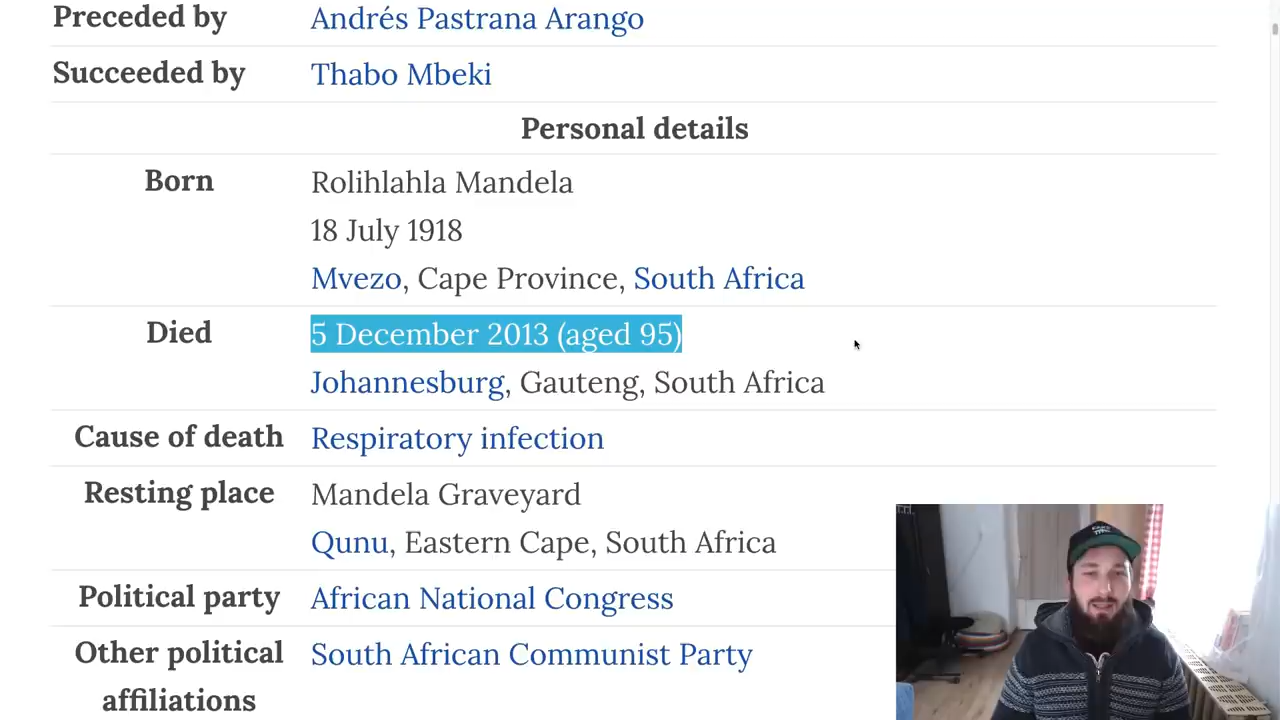 Preceded by Andrés Pastrana Arango
Succeeded by Thabo Mbeki
Personal details
Born Rolihlahla Mandela
18 July 1918
Mvezo, Cape Province, South Africa
Died 5 December 2013 (aged 95)
Johannesburg, Gauteng, South Africa
Cause of death Respiratory infection
Resting place Mandela Graveyard
Qunu, Eastern Cape, South Africa
Political party African National Congress
Other political South African Communist Party
affiliations